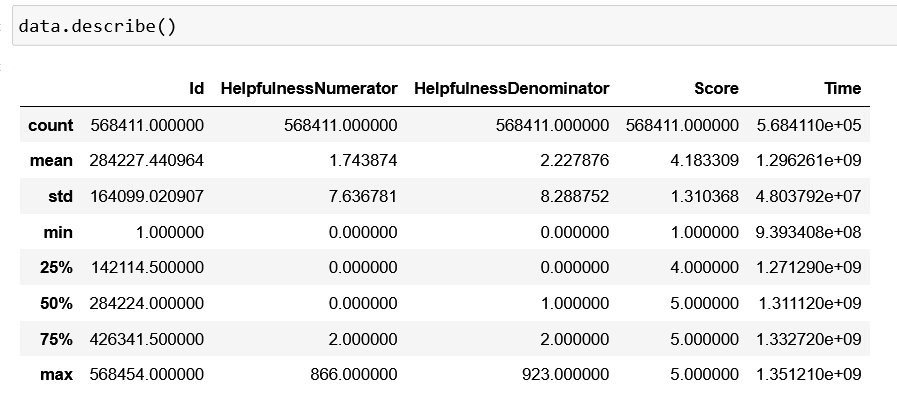 data.describe()
Id HelpfulnessNumerator HelpfulnessDenominator Score Time
count 568411.000000 568411.000000 568411.000000 568411.000000 5.684110e+05
mean 284227.440964 1.743874 2.227876 4.183309 1.296261e+09
std 164099.020907 7.636781 8.288752 1.310368 4.803792e+07
min 1.000000 0.000000 0.000000 1.000000 9.393408e+08
25% 142114.500000 0.000000 0.000000 4.000000 1.271290e+09
50% 284224.000000 0.000000 1.000000 5.000000 1.311120e+09
75% 426341.500000 2.000000 2.000000 5.000000 1.332720e+09
max 568454.000000 866.000000 923.000000 5.000000 1.351210e+09